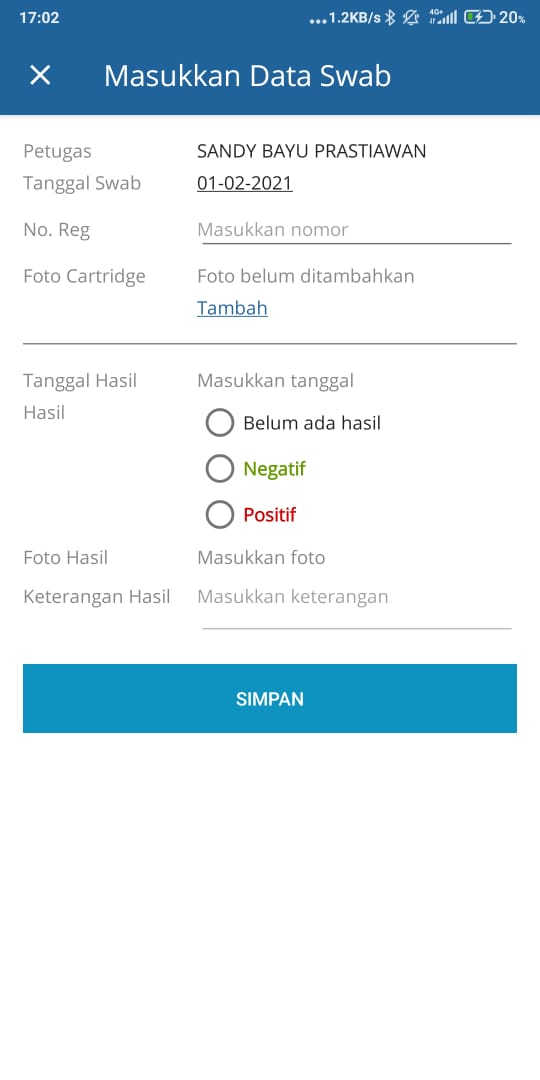 17:02 ...1.2KB/s 4G+ 20%
Masukkan Data Swab
Petugas SANDY BAYU PRASTIAWAN
Tanggal Swab 01-02-2021
No. Reg Masukkan nomor
Foto Cartridge Foto belum ditambahkan
Tambah
Tanggal Hasil Masukkan tanggal
Hasil
Belum ada hasil
Negatif
Positif
Foto Hasil Masukkan foto
Keterangan Hasil Masukkan keterangan
SIMPAN